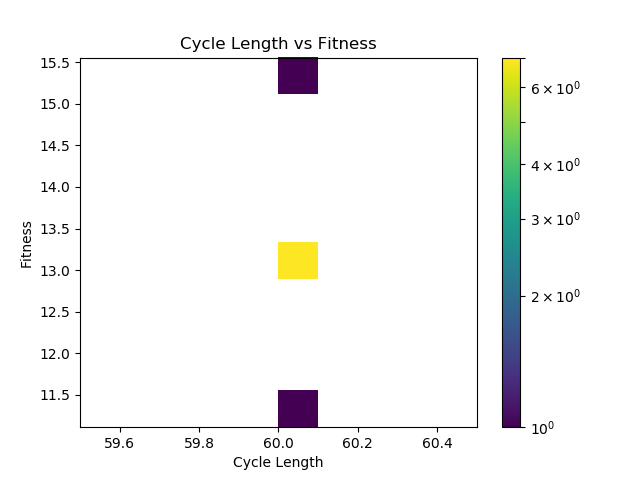 Cycle Length vs Fitness
15.5
15.0
14.5
14.0
13.5
13.0
12.5
12.0
11.5
Fitness
59.6 59.8 60.0 60.2 60.4
Cycle Length
6 × 10⁰
4 × 10⁰
3 × 10⁰
2 × 10⁰
10⁰